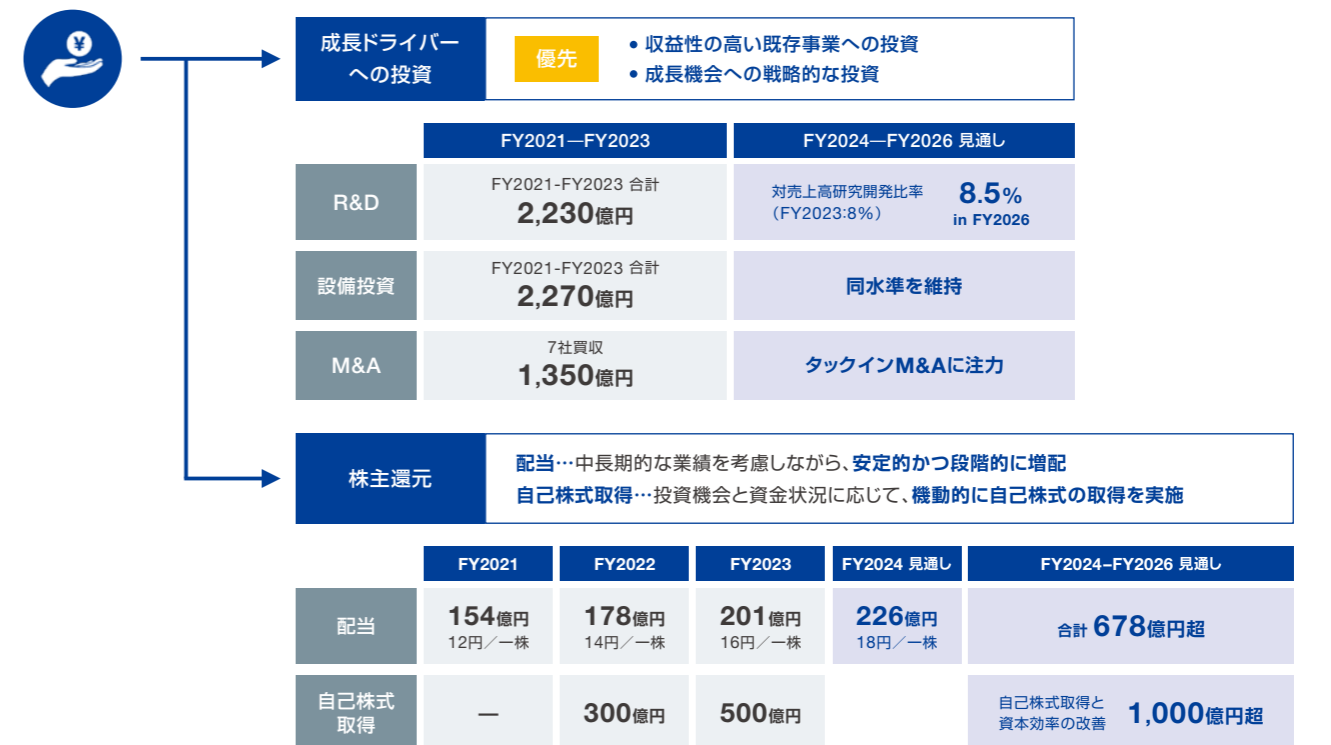 ¥
成長ドライバー
への投資
優先
• 収益性の高い既存事業への投資
• 成長機会への戦略的な投資
FY2021—FY2023
FY2024—FY2026 見通し
R&D
FY2021-FY2023 合計
2,230億円
対売上高研究開発比率
（FY2023:8%）
8.5%
in FY2026
設備投資
FY2021-FY2023 合計
2,270億円
同水準を維持
M&A
7社買収
1,350億円
タックインM&Aに注力
株主還元
配当…中長期的な業績を考慮しながら、安定的かつ段階的に増配
自己株式取得…投資機会と資金状況に応じて、機動的に自己株式の取得を実施
FY2021
FY2022
FY2023
FY2024 見通し
FY2024–FY2026 見通し
配当
154億円
12円／一株
178億円
14円／一株
201億円
16円／一株
226億円
18円／一株
合計 678億円超
自己株式
取得
—
300億円
500億円
自己株式取得と
資本効率の改善
1,000億円超